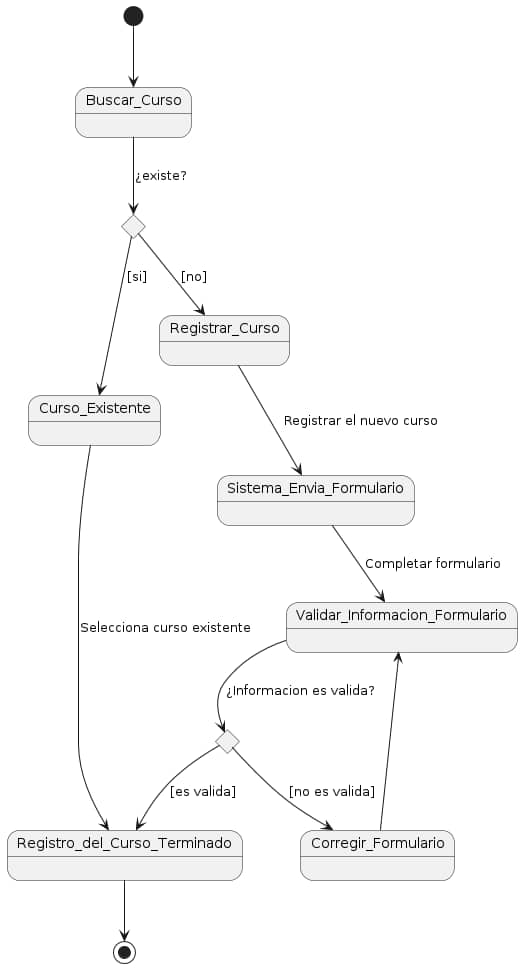 Buscar_Curso
¿existe?
[si]
[no]
Registrar_Curso
Curso_Existente
Registrar el nuevo curso
Sistema_Envia_Formulario
Completar formulario
Validar_Informacion_Formulario
Selecciona curso existente
¿Informacion es valida?
[es valida]
[no es valida]
Registro_del_Curso_Terminado
Corregir_Formulario